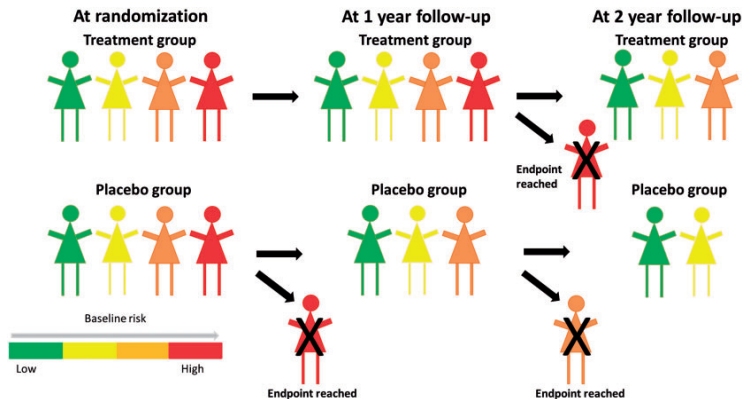 At randomization
At 1 year follow-up
At 2 year follow-up
Treatment group
Treatment group
Treatment group
Endpoint
reached
Placebo group
Placebo group
Placebo group
Baseline risk
Low
High
Endpoint reached
Endpoint reached